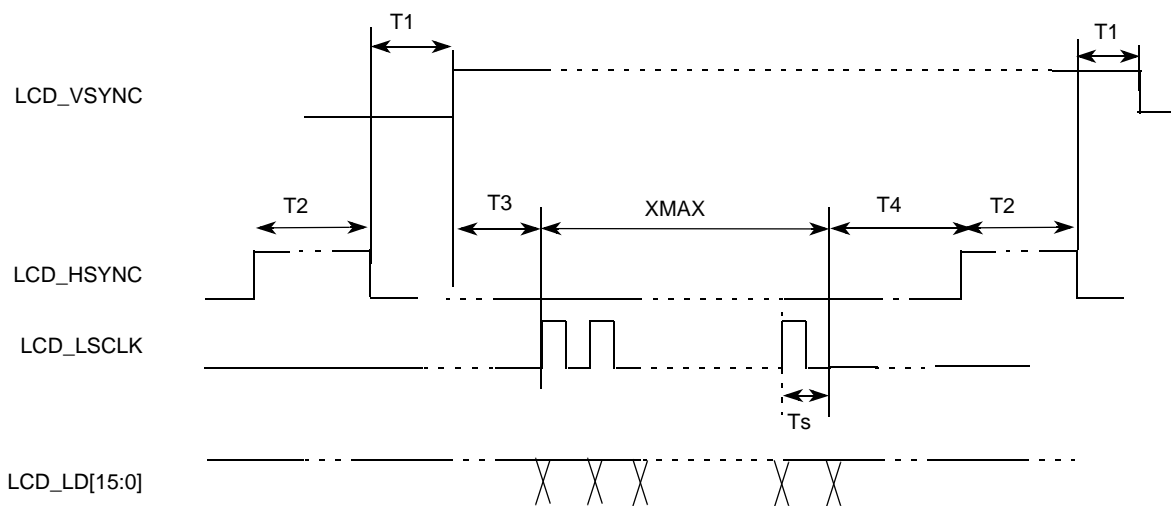 T1
T1
LCD_VSYNC
T2
T3
XMAX
T4
T2
LCD_HSYNC
LCD_LSCLK
Ts
LCD_LD[15:0]